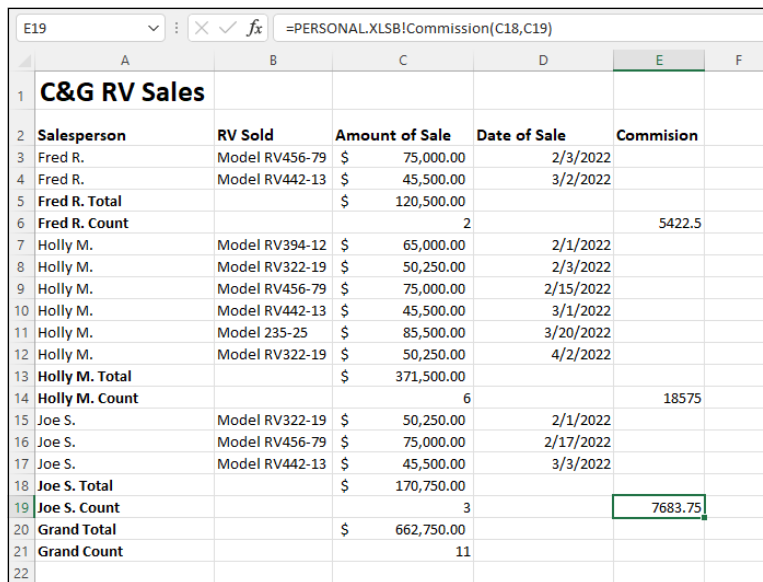 E19 fx =PERSONAL.XLSB!Commission(C18,C19)
A B C D E F
1 C&G RV Sales
2 Salesperson RV Sold Amount of Sale Date of Sale Commision
3 Fred R. Model RV456-79 $ 75,000.00 2/3/2022
4 Fred R. Model RV442-13 $ 45,500.00 3/2/2022
5 Fred R. Total $ 120,500.00
6 Fred R. Count 2 5422.5
7 Holly M. Model RV394-12 $ 65,000.00 2/1/2022
8 Holly M. Model RV322-19 $ 50,250.00 2/3/2022
9 Holly M. Model RV456-79 $ 75,000.00 2/15/2022
10 Holly M. Model RV442-13 $ 45,500.00 3/1/2022
11 Holly M. Model 235-25 $ 85,500.00 3/20/2022
12 Holly M. Model RV322-19 $ 50,250.00 4/2/2022
13 Holly M. Total $ 371,500.00
14 Holly M. Count 6 18575
15 Joe S. Model RV322-19 $ 50,250.00 2/1/2022
16 Joe S. Model RV456-79 $ 75,000.00 2/17/2022
17 Joe S. Model RV442-13 $ 45,500.00 3/3/2022
18 Joe S. Total $ 170,750.00
19 Joe S. Count 3 7683.75
20 Grand Total $ 662,750.00
21 Grand Count 11
22